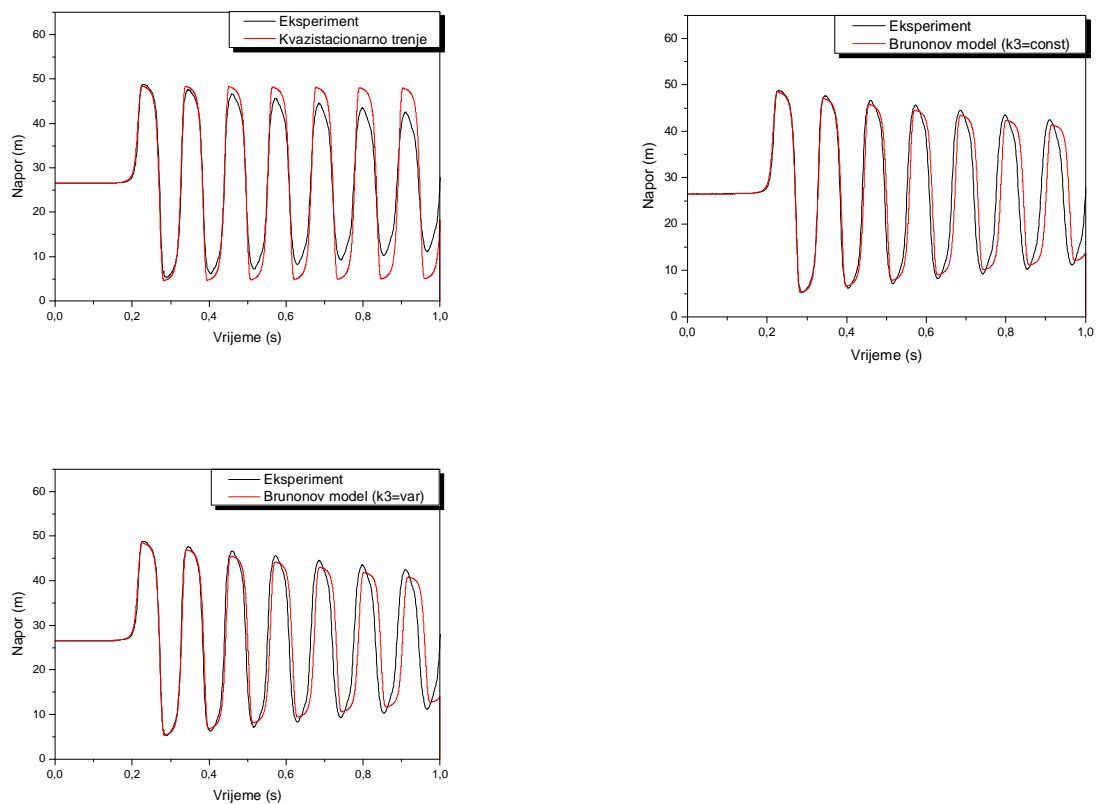 Eksperiment
Kvazistacionarno trenje
60
50
40
30
20
10
0
Napor (m)
0,0 0,2 0,4 0,6 0,8 1,0
Vrijeme (s)
Eksperiment
Brunonov model (k3=const)
60
50
40
30
20
10
0
Napor (m)
0,0 0,2 0,4 0,6 0,8 1,0
Vrijeme (s)
Eksperiment
Brunonov model (k3=var)
60
50
40
30
20
10
0
Napor (m)
0,0 0,2 0,4 0,6 0,8 1,0
Vrijeme (s)